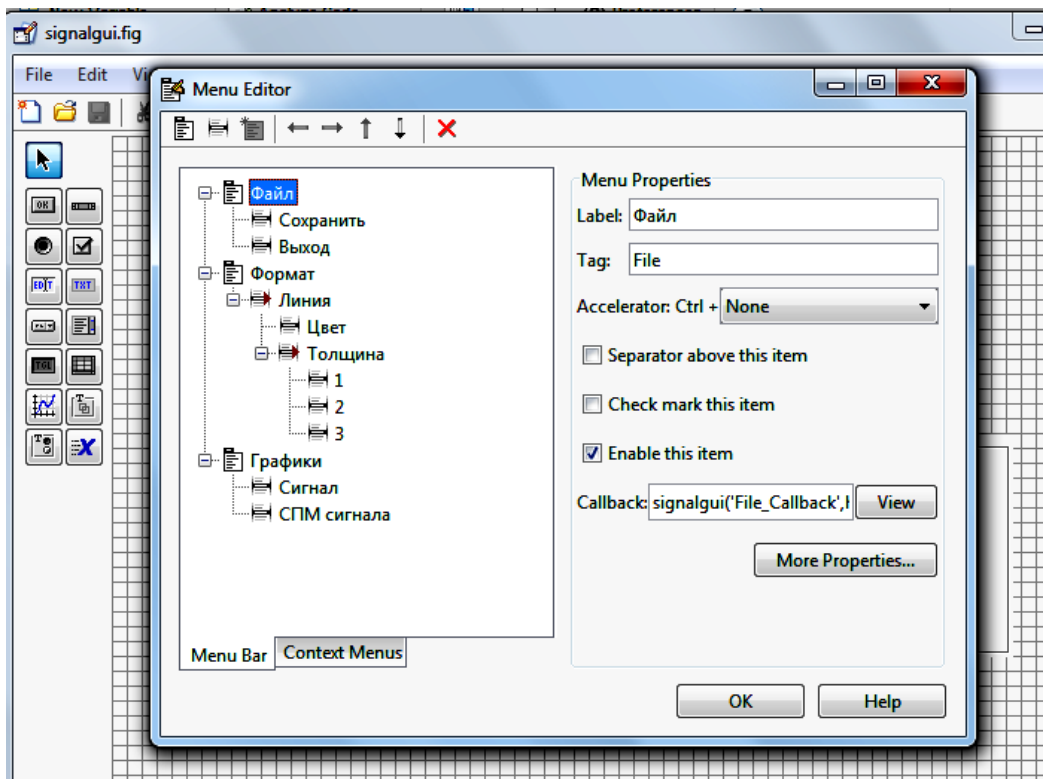 signalgui.fig
File Edit
Menu Editor
Файл
Сохранить
Выход
Формат
Линия
Цвет
Толщина
1
2
3
Графики
Сигнал
СПМ сигнала
Menu Bar Context Menus
Menu Properties
Label: Файл
Tag: File
Accelerator: Ctrl + None
Separator above this item
Check mark this item
Enable this item
Callback: signalgui('File_Callback', View
More Properties...
OK Help
OK
EDIT TXT
TGL